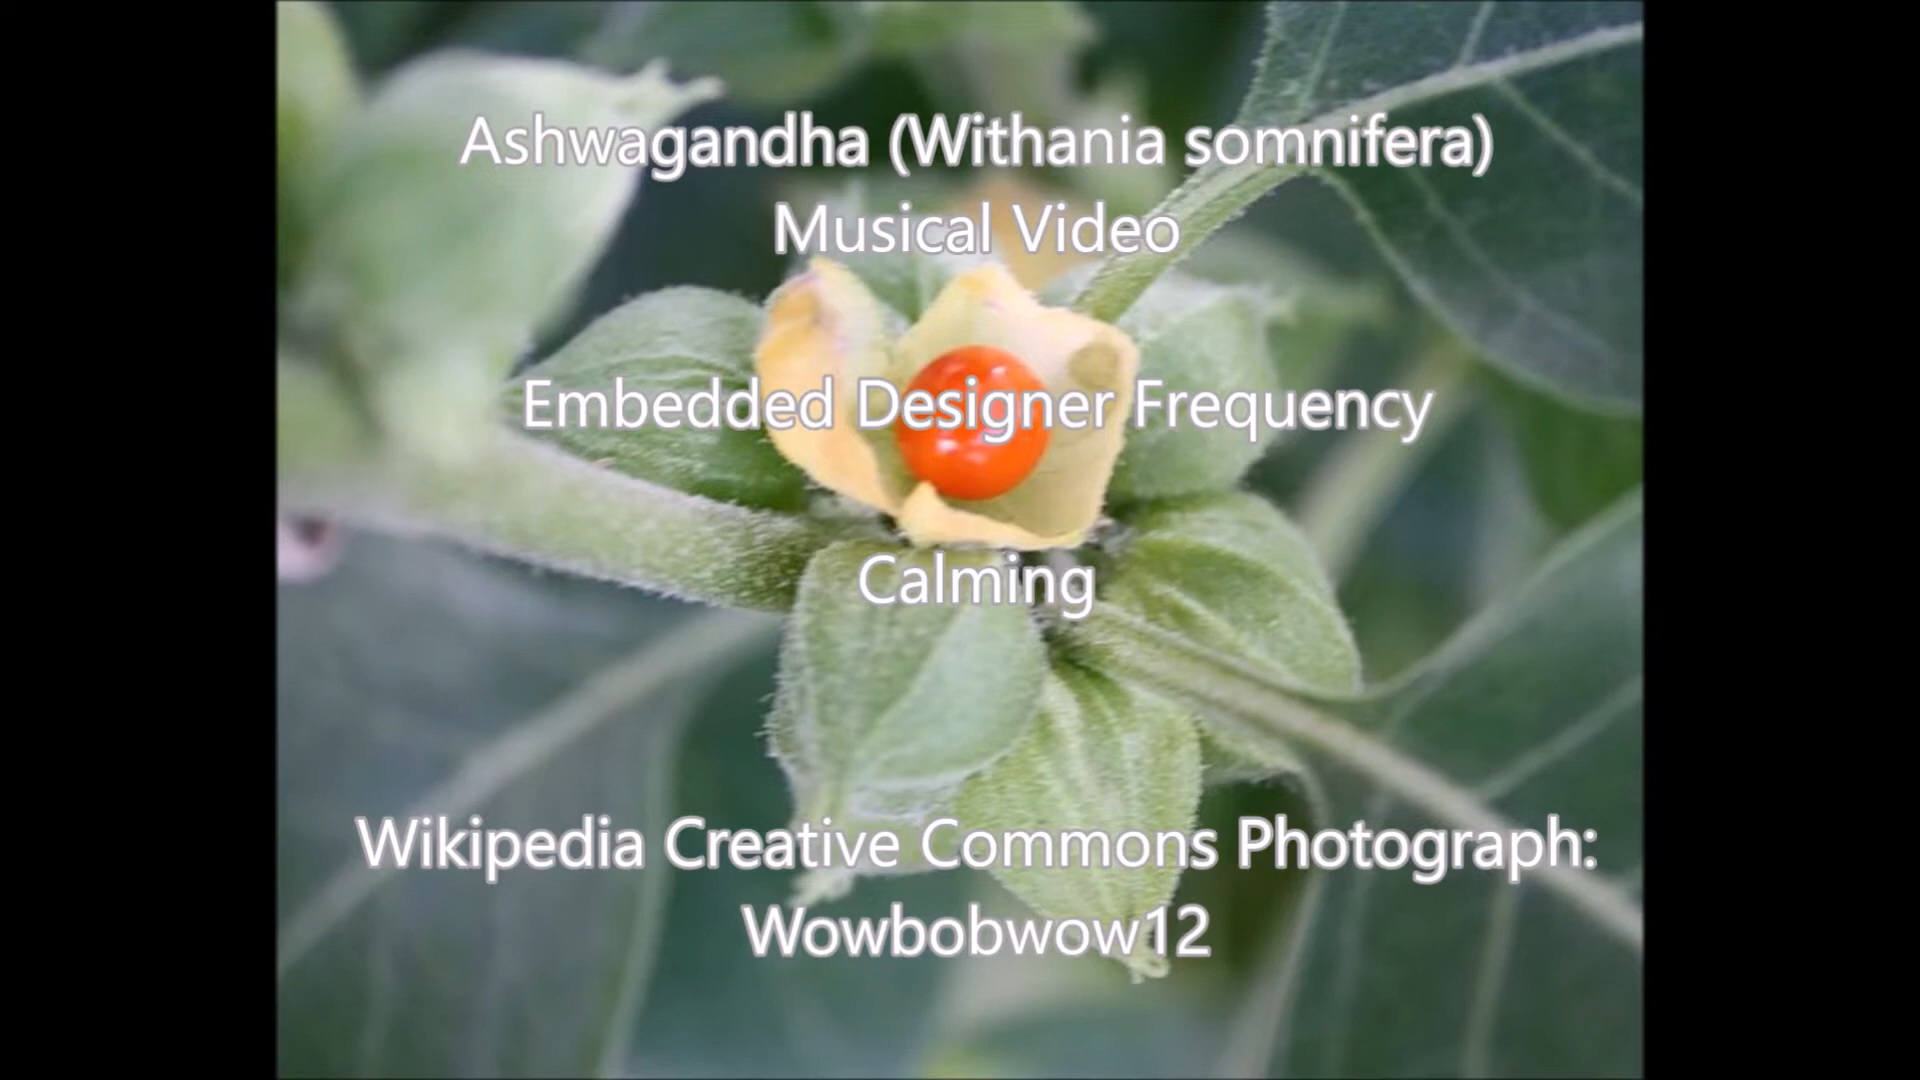 Ashwagandha (Withania somnifera)
Musical Video
Embedded Designer Frequency
Calming
Wikipedia Creative Commons Photograph:
Wowbobwow12